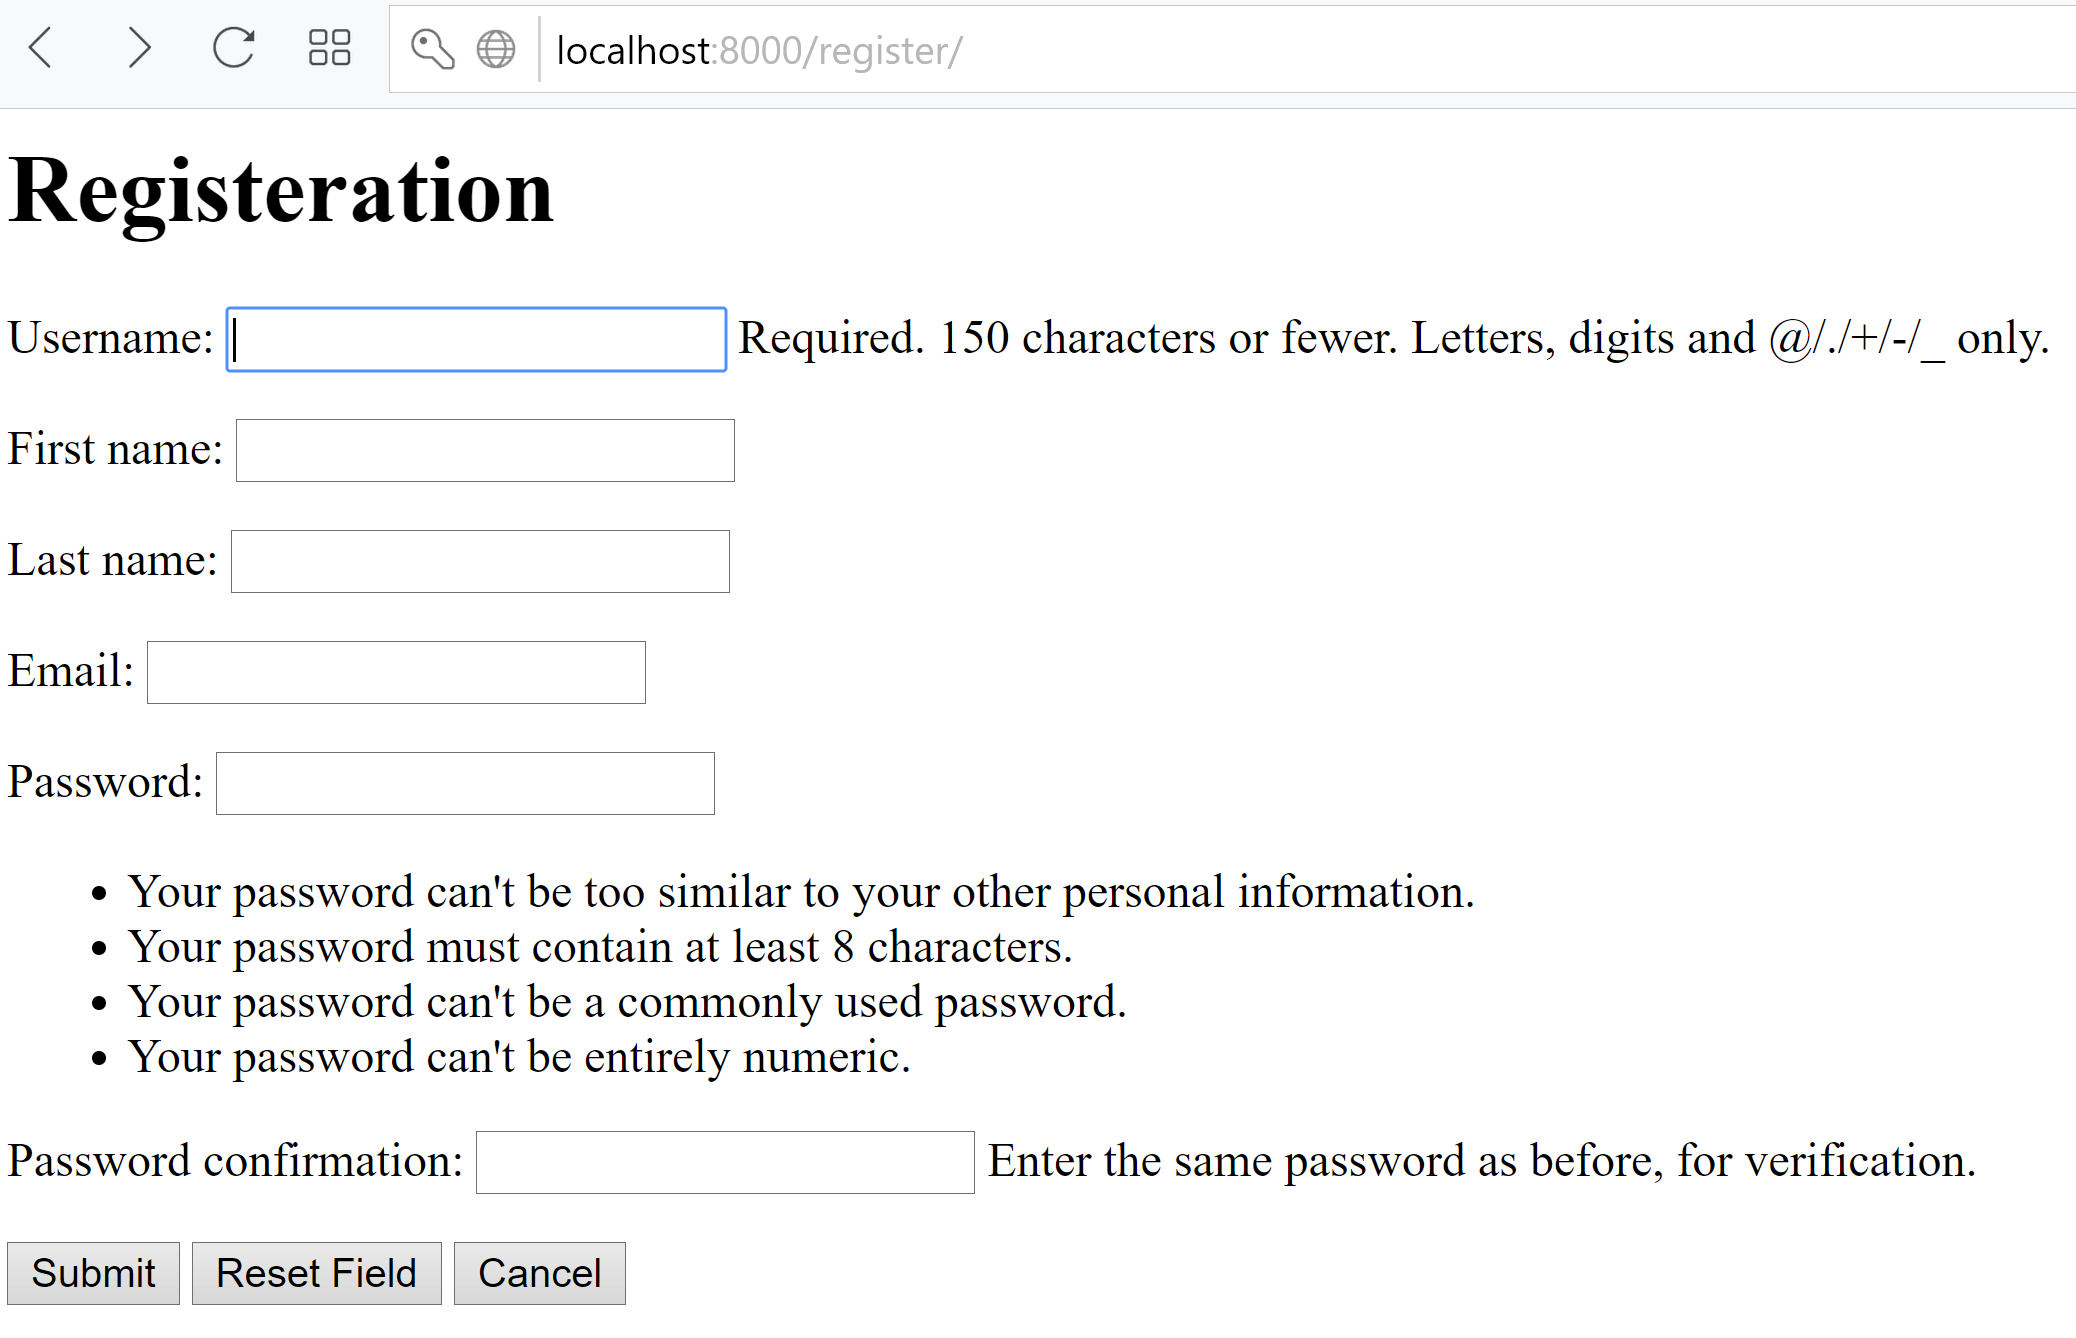 localhost:8000/register/
Registeration
Username: Required. 150 characters or fewer. Letters, digits and @/./+/-/_ only.
First name:
Last name:
Email:
Password:
• Your password can't be too similar to your other personal information.
• Your password must contain at least 8 characters.
• Your password can't be a commonly used password.
• Your password can't be entirely numeric.
Password confirmation: Enter the same password as before, for verification.
Submit Reset Field Cancel